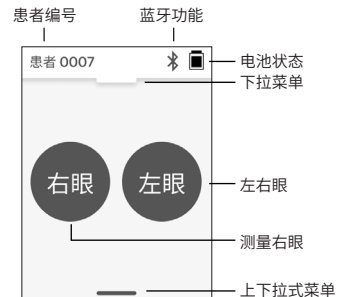 患者编号 蓝牙功能
患者 0007
电池状态
下拉菜单
右眼 左眼
左右眼
测量右眼
上下拉式菜单